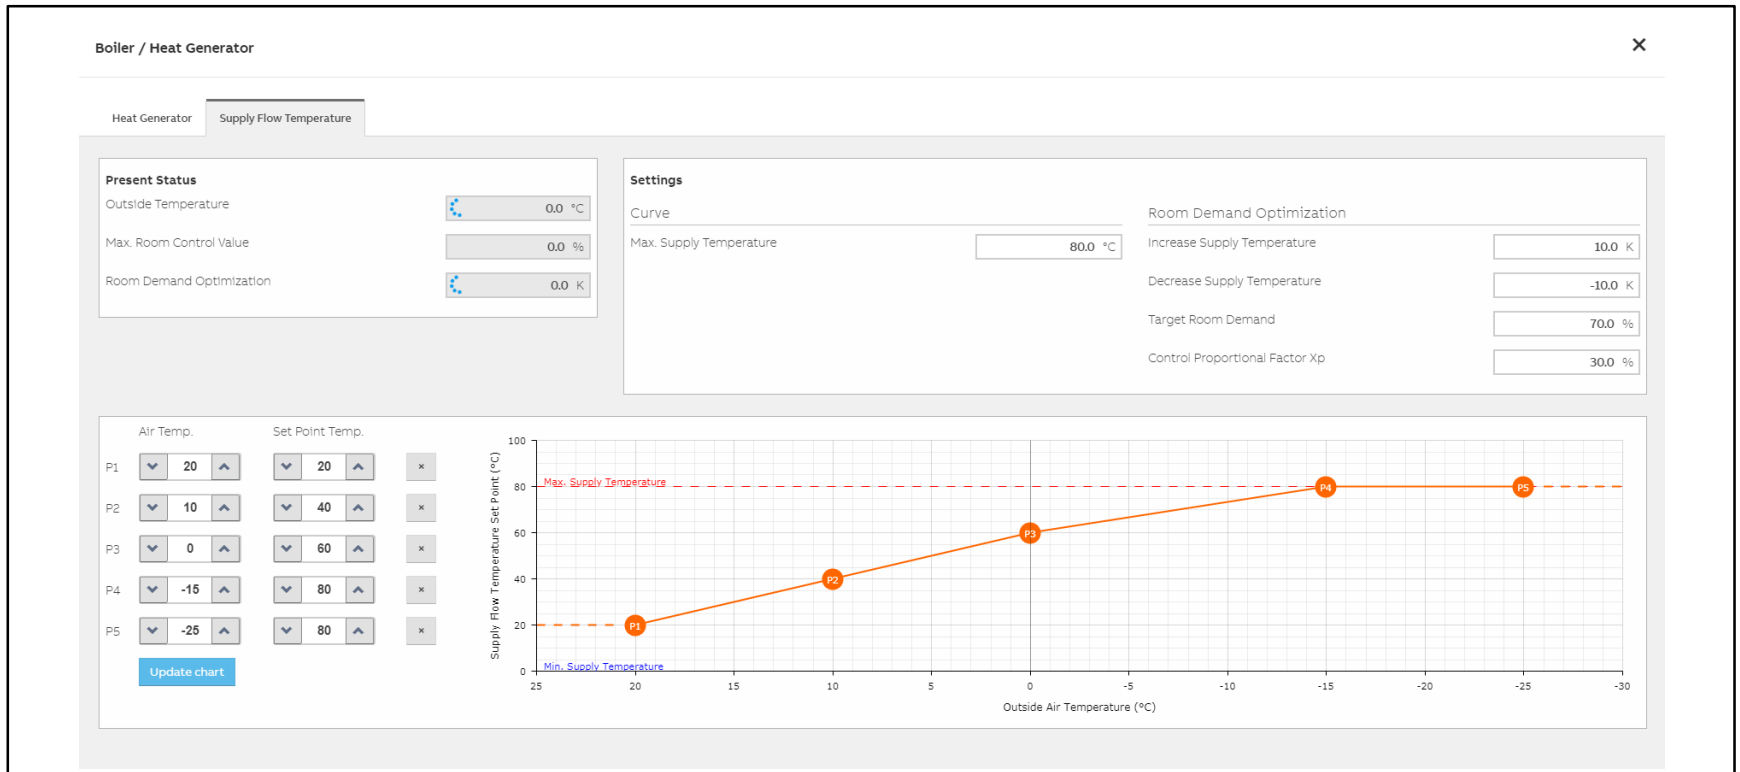 Boiler / Heat Generator
×
Heat Generator Supply Flow Temperature
Present Status
Outside Temperature 0.0 °C
Max. Room Control Value 0.0 %
Room Demand Optimization 0.0 K
Settings
Curve
Max. Supply Temperature 80.0 °C
Room Demand Optimization
Increase Supply Temperature 10.0 K
Decrease Supply Temperature -10.0 K
Target Room Demand 70.0 %
Control Proportional Factor Xp 30.0 %
Air Temp. Set Point Temp.
P1 20 20 ×
P2 10 40 ×
P3 0 60 ×
P4 -15 80 ×
P5 -25 80 ×
Update chart
Supply Flow Temperature Set Point (°C)
100
80
60
40
20
0
Max. Supply Temperature
Min. Supply Temperature
P1
P2
P3
P4
P5
25 20 15 10 5 0 -5 -10 -15 -20 -25 -30
Outside Air Temperature (°C)